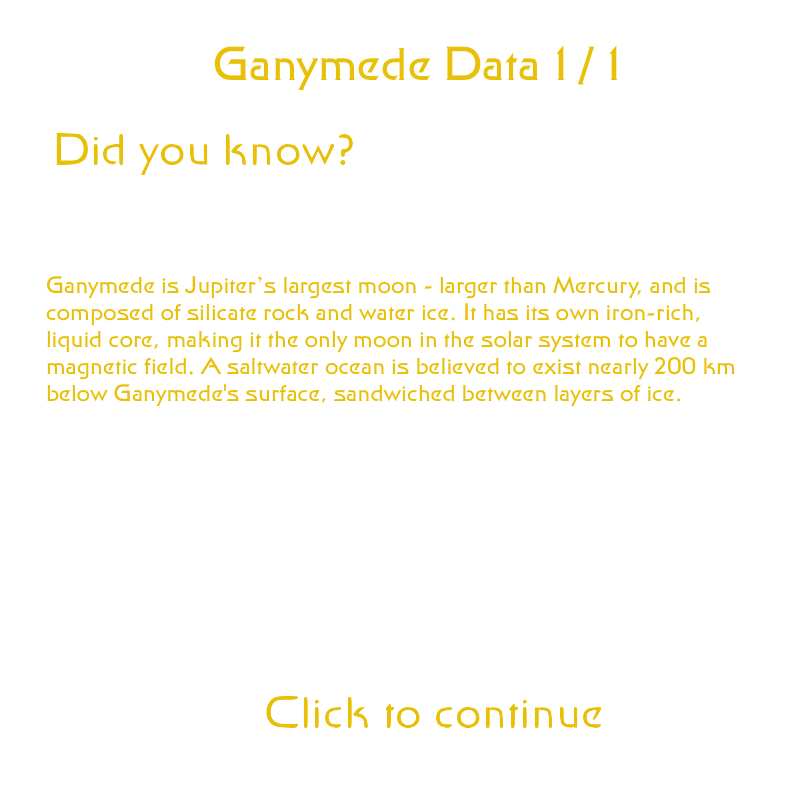 Ganymede Data 1 / 1
Did you know?
Ganymede is Jupiter’s largest moon - larger than Mercury, and is
composed of silicate rock and water ice. It has its own iron-rich,
liquid core, making it the only moon in the solar system to have a
magnetic field. A saltwater ocean is believed to exist nearly 200 km
below Ganymede's surface, sandwiched between layers of ice.
Click to continue